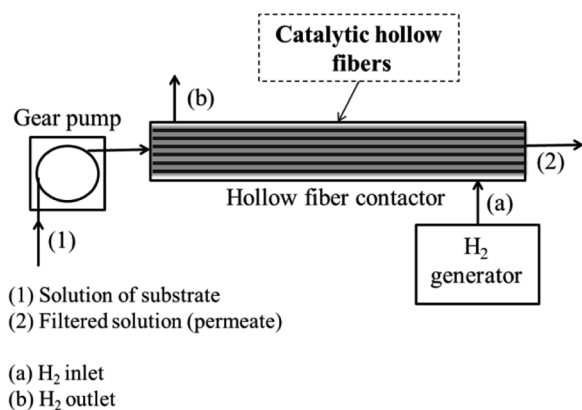 Catalytic hollow
fibers
(b)
Gear pump
(2)
Hollow fiber contactor
(a)
(1)
H2
generator
(1) Solution of substrate
(2) Filtered solution (permeate)
(a) H2 inlet
(b) H2 outlet